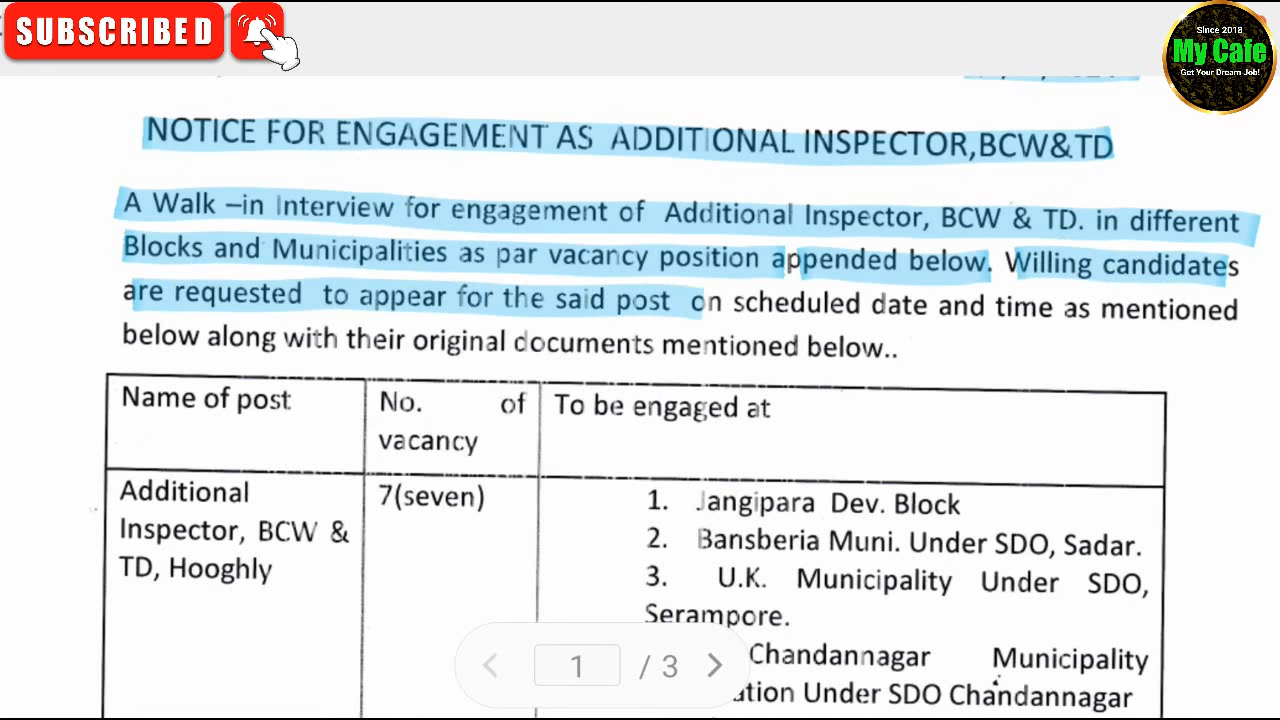 SUBSCRIBED
Since 2018
My Cafe
Get Your Dream Job!
NOTICE FOR ENGAGEMENT AS ADDITIONAL INSPECTOR,BCW&TD
A Walk –in Interview for engagement of Additional Inspector, BCW & TD. in different
Blocks and Municipalities as par vacancy position appended below. Willing candidates
are requested to appear for the said post on scheduled date and time as mentioned
below along with their original documents mentioned below..
Name of post
No. of
vacancy
To be engaged at
Additional
Inspector, BCW &
TD, Hooghly
7(seven)
1. Jangipara Dev. Block
2. Bansberia Muni. Under SDO, Sadar.
3. U.K. Municipality Under SDO,
Serampore.
Chandannagar Municipality
Under SDO Chandannagar
1 / 3